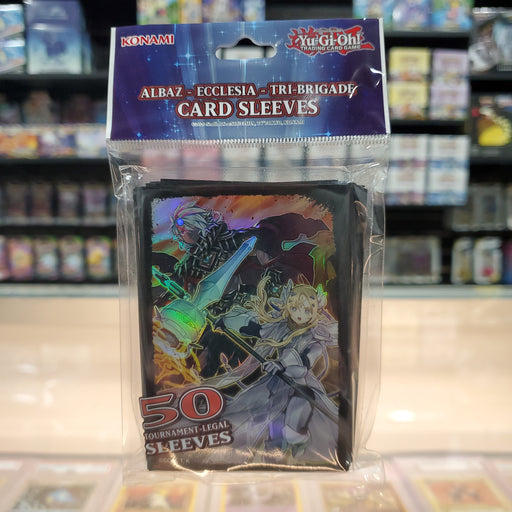 KONAMI
Yu-Gi-Oh!
TRADING CARD GAME
ALBAZ - ECCLESIA - TRI-BRIGADE
CARD SLEEVES
50
TOURNAMENT-LEGAL
SLEEVES